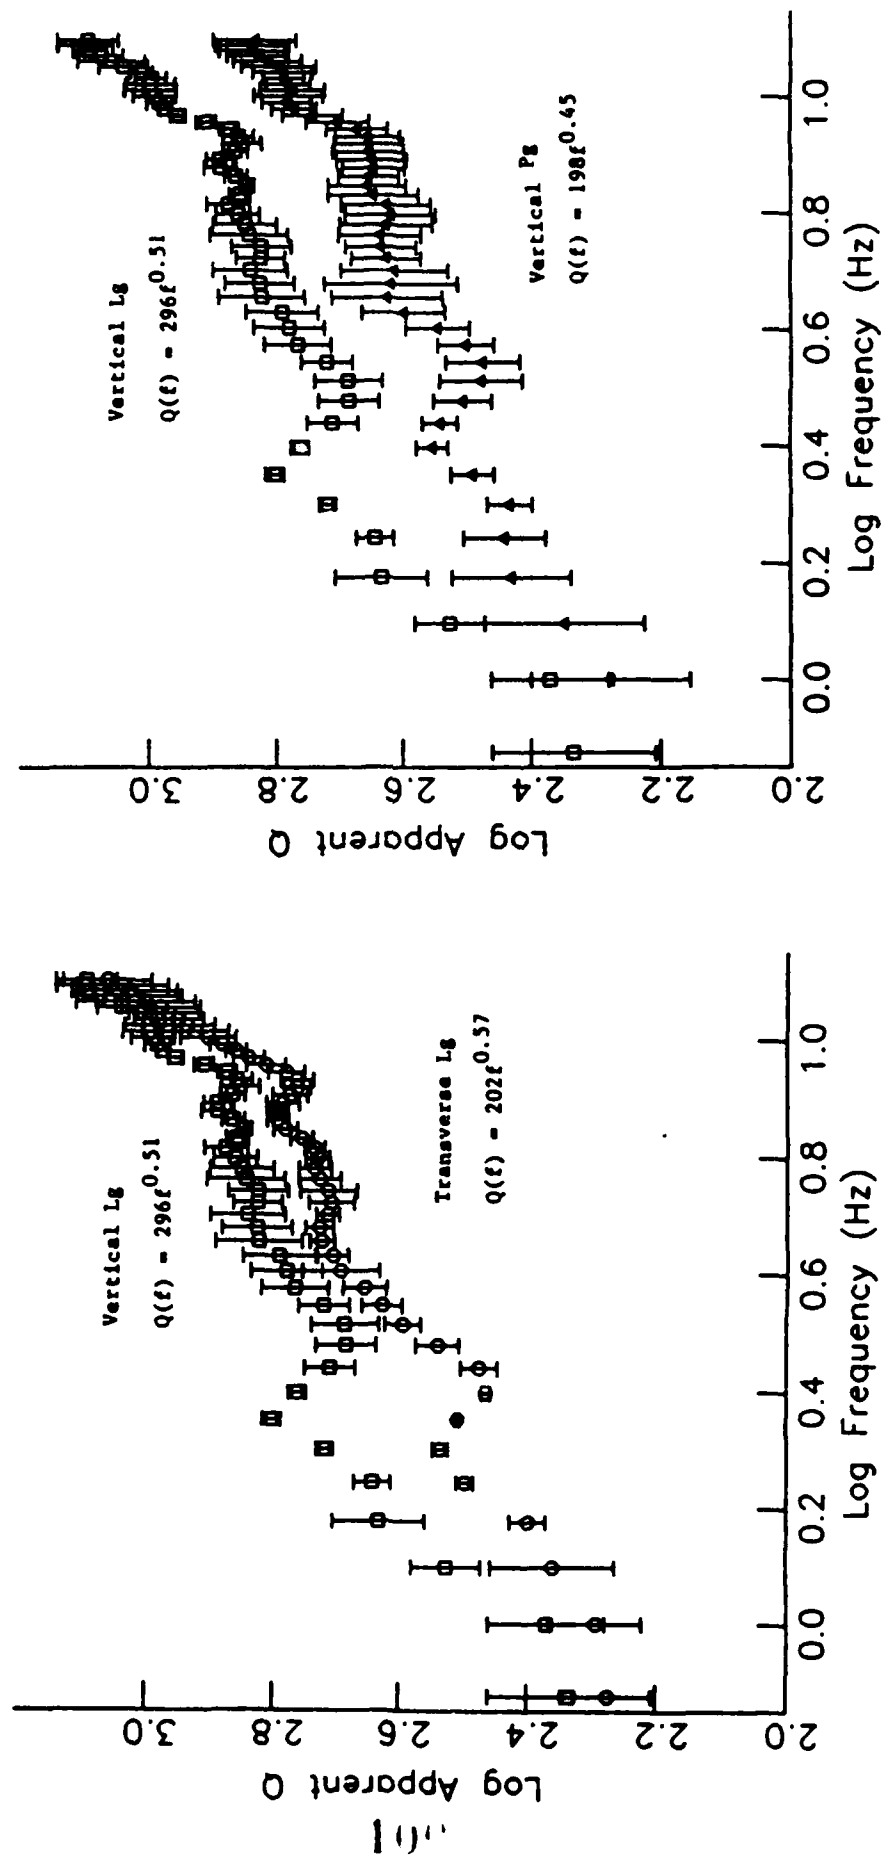 Log Apparent Q
3.0
2.8
2.6
2.4
2.2
2.0
Vertical Lg
Q(f) = 296f^0.51
Vertical Pg
Q(f) = 198f^0.45
0.0 0.2 0.4 0.6 0.8 1.0
Log Frequency (Hz)
Log Apparent Q
3.0
2.8
2.6
2.4
2.2
2.0
Vertical Lg
Q(f) = 296f^0.51
Transverse Lg
Q(f) = 202f^0.57
0.0 0.2 0.4 0.6 0.8 1.0
Log Frequency (Hz)